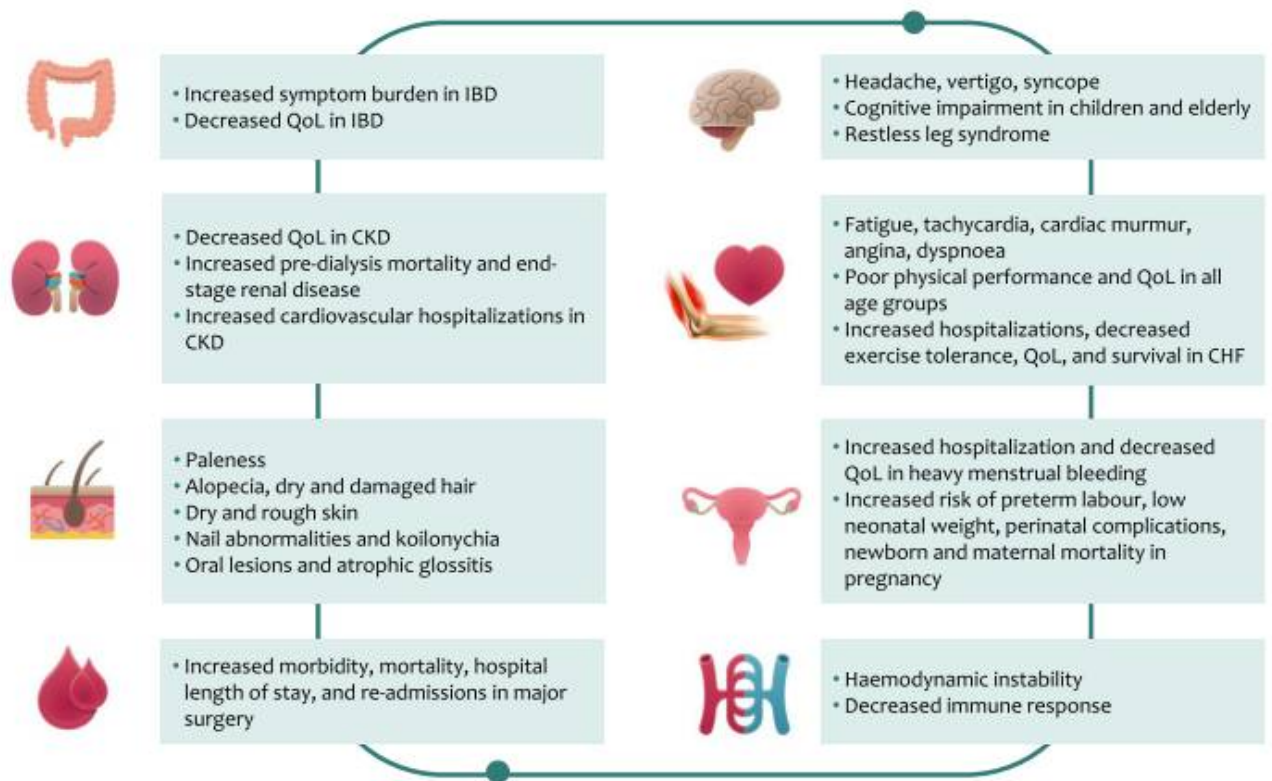 • Increased symptom burden in IBD
• Decreased QoL in IBD
• Decreased QoL in CKD
• Increased pre-dialysis mortality and end-
stage renal disease
• Increased cardiovascular hospitalizations in
CKD
• Paleness
• Alopecia, dry and damaged hair
• Dry and rough skin
• Nail abnormalities and koilonychia
• Oral lesions and atrophic glossitis
• Increased morbidity, mortality, hospital
length of stay, and re-admissions in major
surgery
• Headache, vertigo, syncope
• Cognitive impairment in children and elderly
• Restless leg syndrome
• Fatigue, tachycardia, cardiac murmur,
angina, dyspnoea
• Poor physical performance and QoL in all
age groups
• Increased hospitalizations, decreased
exercise tolerance, QoL, and survival in CHF
• Increased hospitalization and decreased
QoL in heavy menstrual bleeding
• Increased risk of preterm labour, low
neonatal weight, perinatal complications,
newborn and maternal mortality in
pregnancy
• Haemodynamic instability
• Decreased immune response